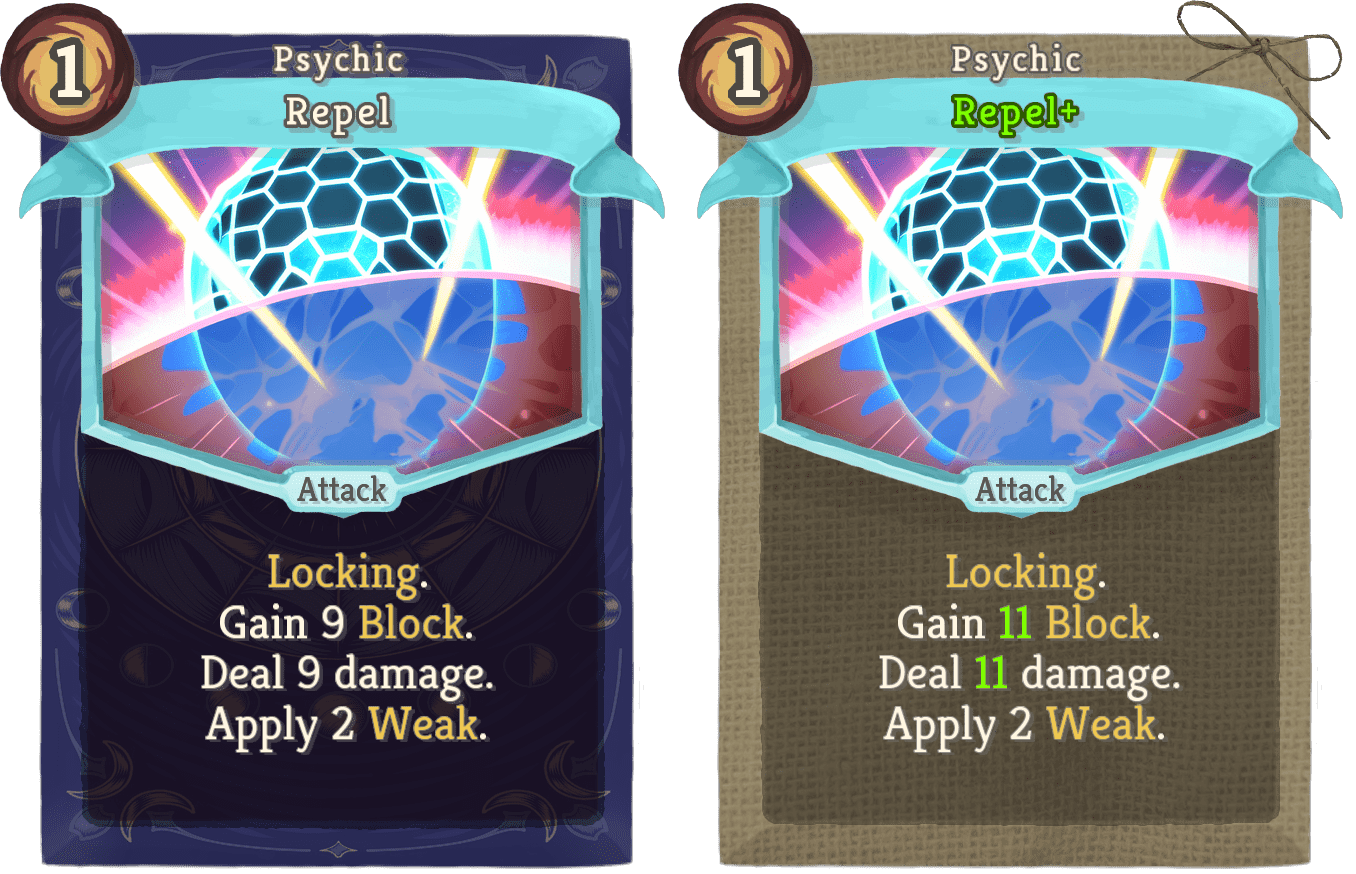 1
Psychic
Repel
Attack
Locking.
Gain 9 Block.
Deal 9 damage.
Apply 2 Weak.
1
Psychic
Repel+
Attack
Locking.
Gain 11 Block.
Deal 11 damage.
Apply 2 Weak.